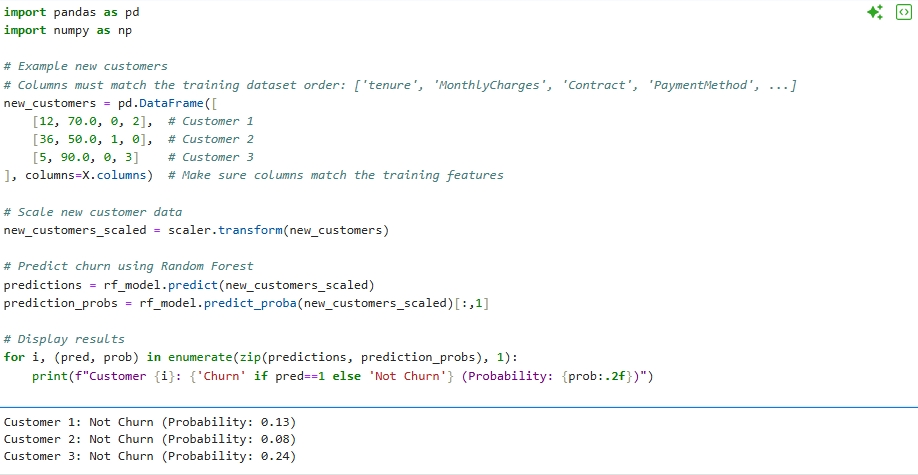 import pandas as pd
import numpy as np
# Example new customers
# Columns must match the training dataset order: ['tenure', 'MonthlyCharges', 'Contract', 'PaymentMethod', ...]
new_customers = pd.DataFrame([
    [12, 70.0, 0, 2],  # Customer 1
    [36, 50.0, 1, 0],  # Customer 2
    [5, 90.0, 0, 3]    # Customer 3
], columns=X.columns)  # Make sure columns match the training features
# Scale new customer data
new_customers_scaled = scaler.transform(new_customers)
# Predict churn using Random Forest
predictions = rf_model.predict(new_customers_scaled)
prediction_probs = rf_model.predict_proba(new_customers_scaled)[:,1]
# Display results
for i, (pred, prob) in enumerate(zip(predictions, prediction_probs), 1):
    print(f"Customer {i}: {'Churn' if pred==1 else 'Not Churn'} (Probability: {prob:.2f})")
Customer 1: Not Churn (Probability: 0.13)
Customer 2: Not Churn (Probability: 0.08)
Customer 3: Not Churn (Probability: 0.24)